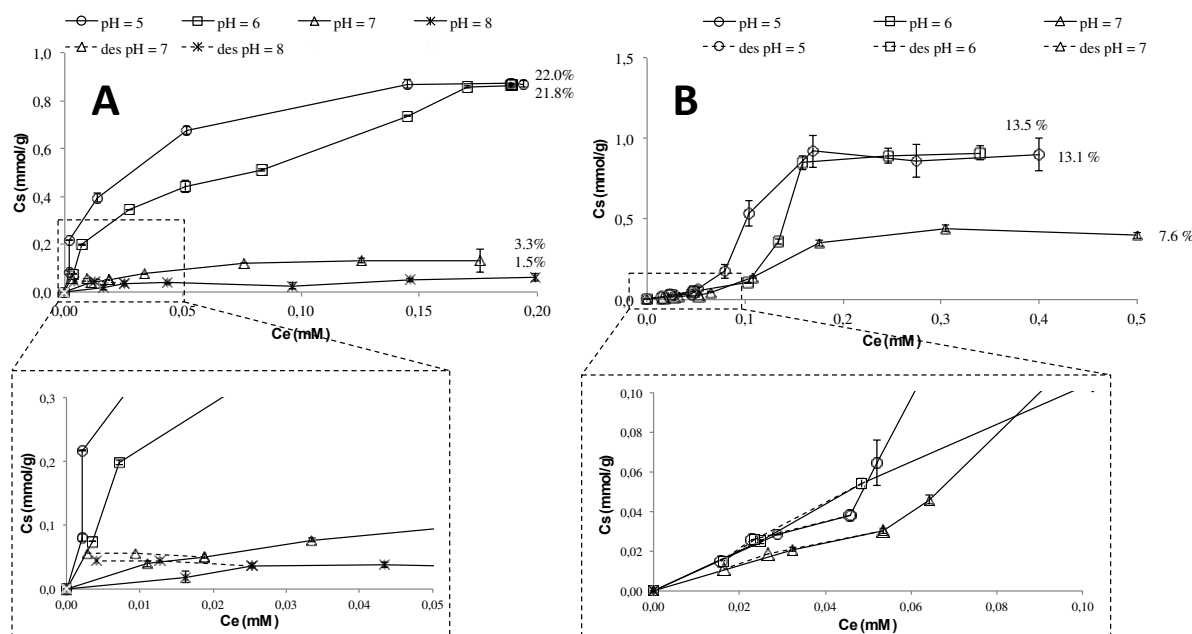 pH = 5 pH = 6 pH = 7 pH = 8
des pH = 7 des pH = 8
A
Cs (mmol/g)
1,0
0,8
0,6
0,4
0,2
0,0
22.0%
21.8%
3.3%
1.5%
0,00 0,05 0,10 0,15 0,20
Ce (mM)
pH = 5 pH = 6 pH = 7
des pH = 5 des pH = 6 des pH = 7
B
Cs (mmol/g)
1,5
1,0
0,5
0,0
13.5 %
13.1 %
7.6 %
0,0 0,1 0,2 0,3 0,4 0,5
Ce (mM)
Cs (mmol/g)
0,3
0,2
0,1
0,0
0,00 0,01 0,02 0,03 0,04 0,05
Ce (mM)
Cs (mmol/g)
0,10
0,08
0,06
0,04
0,02
0,00
0,00 0,02 0,04 0,06 0,08 0,10
Ce (mM)